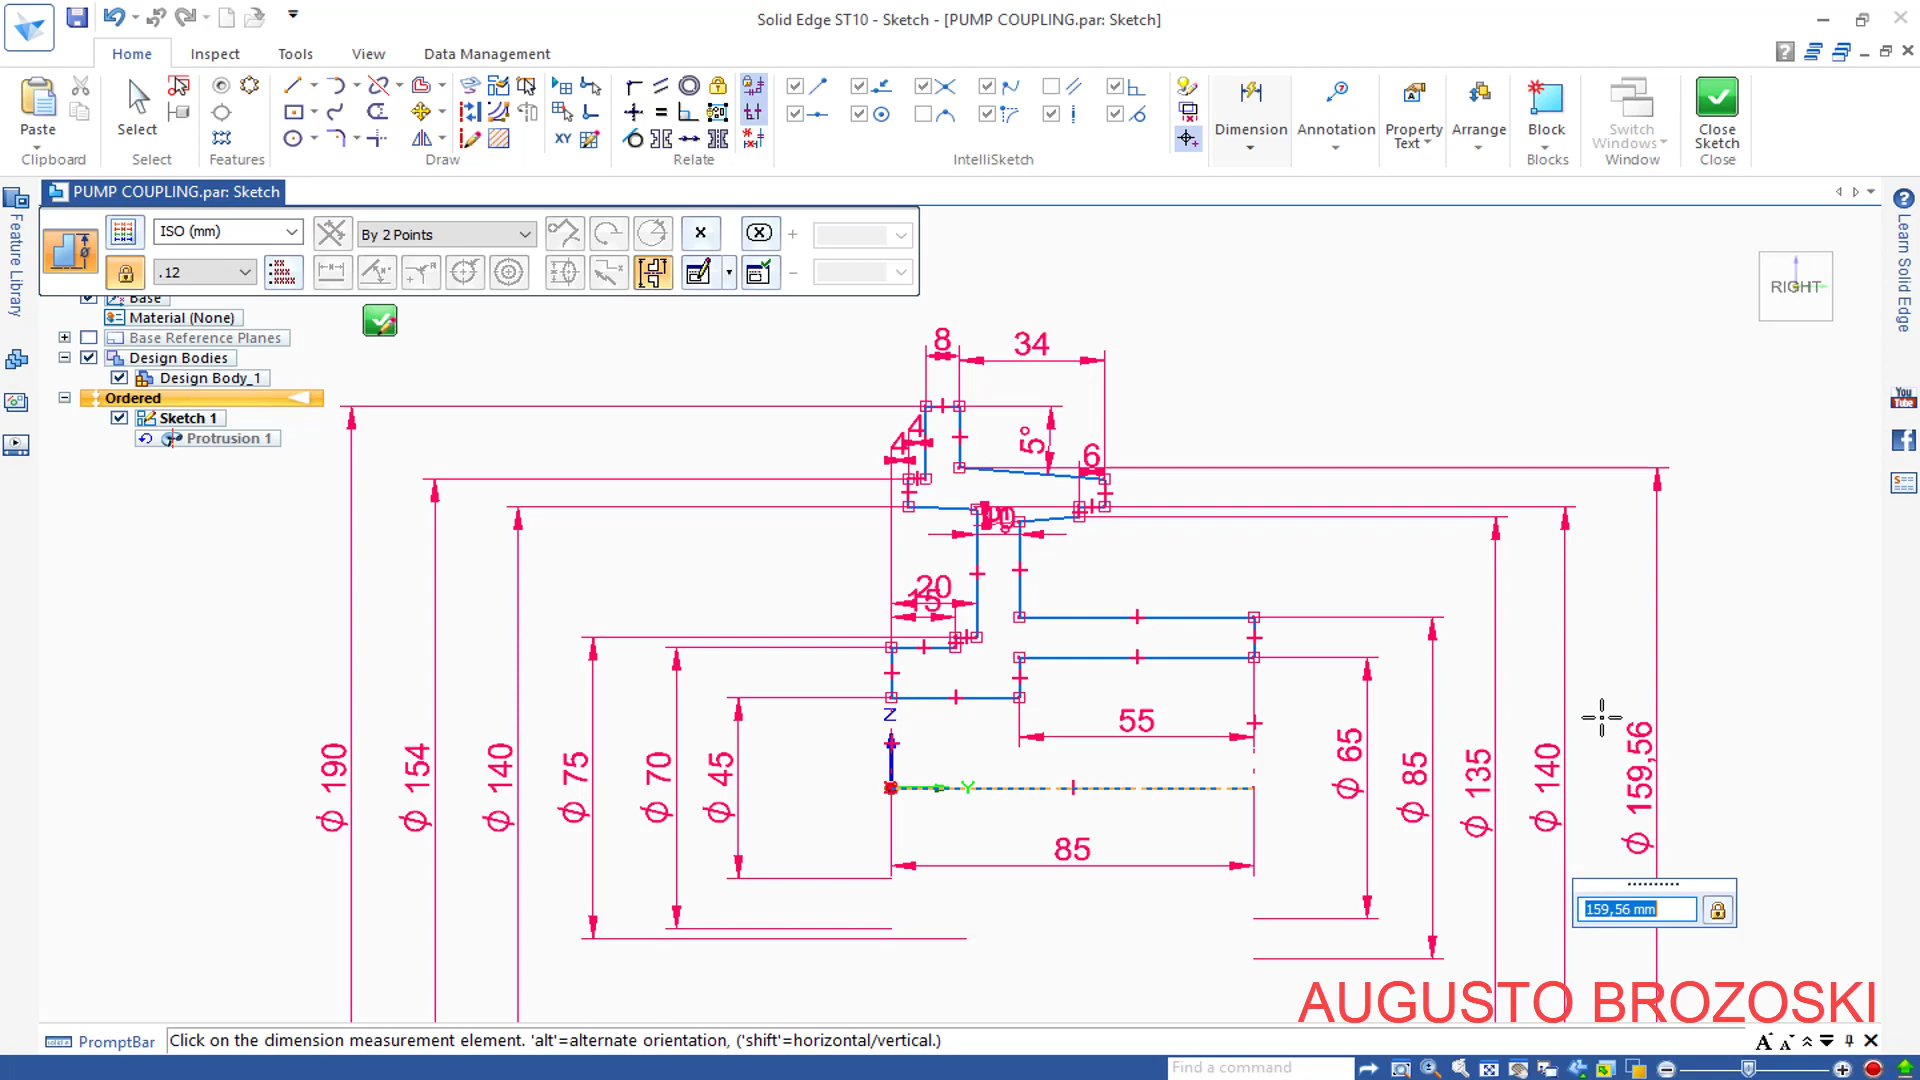 Solid Edge ST10 - Sketch - [PUMP COUPLING.par: Sketch]
Home
Inspect
Tools
View
Data Management
Paste
Select
Dimension
Annotation
Property Text
Arrange
Block
Switch Windows
Close Sketch
Clipboard
Select
Features
Draw
Relate
IntelliSketch
Blocks
Window
Close
XY
PUMP COUPLING.par: Sketch
ISO (mm)
By 2 Points
.12
Feature Library
Learn Solid Edge
You Tube
Base
Material (None)
Base Reference Planes
Design Bodies
Design Body_1
Ordered
Sketch 1
Protrusion 1
RIGHT
8
34
4
4
5°
6
20
15
55
85
Z
Y
ϕ 190
ϕ 154
ϕ 140
ϕ 75
ϕ 70
ϕ 45
ϕ 65
ϕ 85
ϕ 135
ϕ 140
ϕ 159,56
159,56 mm
AUGUSTO BROZOSKI
PromptBar
Click on the dimension measurement element. 'alt'=alternate orientation, ('shift'=horizontal/vertical.)
A A
Find a command